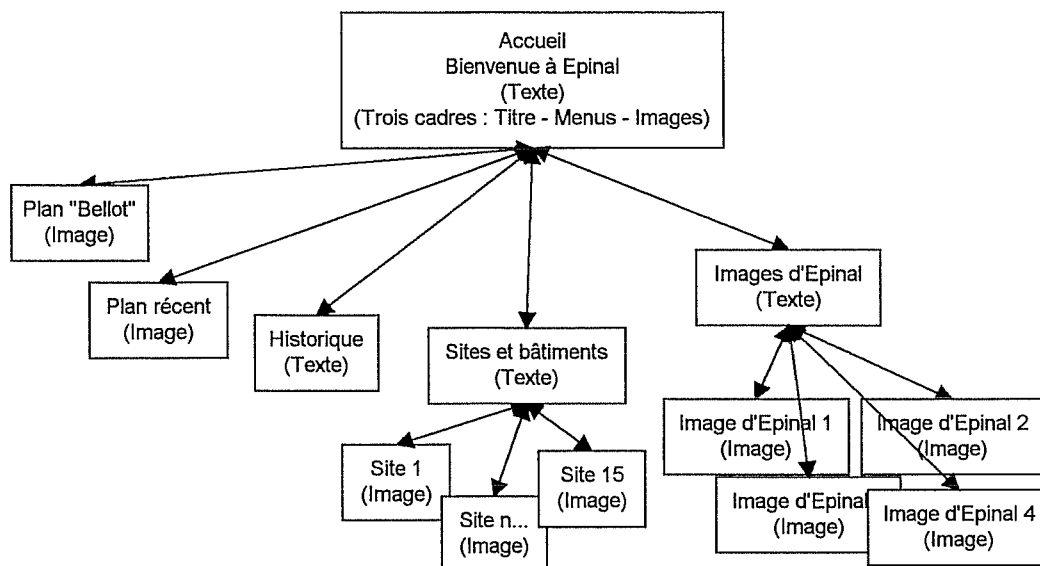 Accueil
Bienvenue à Epinal
(Texte)
(Trois cadres : Titre - Menus - Images)
Plan "Bellot"
(Image)
Plan récent
(Image)
Historique
(Texte)
Sites et bâtiments
(Texte)
Images d'Epinal
(Texte)
Site 1
(Image)
Site n...
(Image)
Site 15
(Image)
Image d'Epinal 1
(Image)
Image d'Epinal 2
(Image)
Image d'Epinal
(Image)
Image d'Epinal 4
(Image)